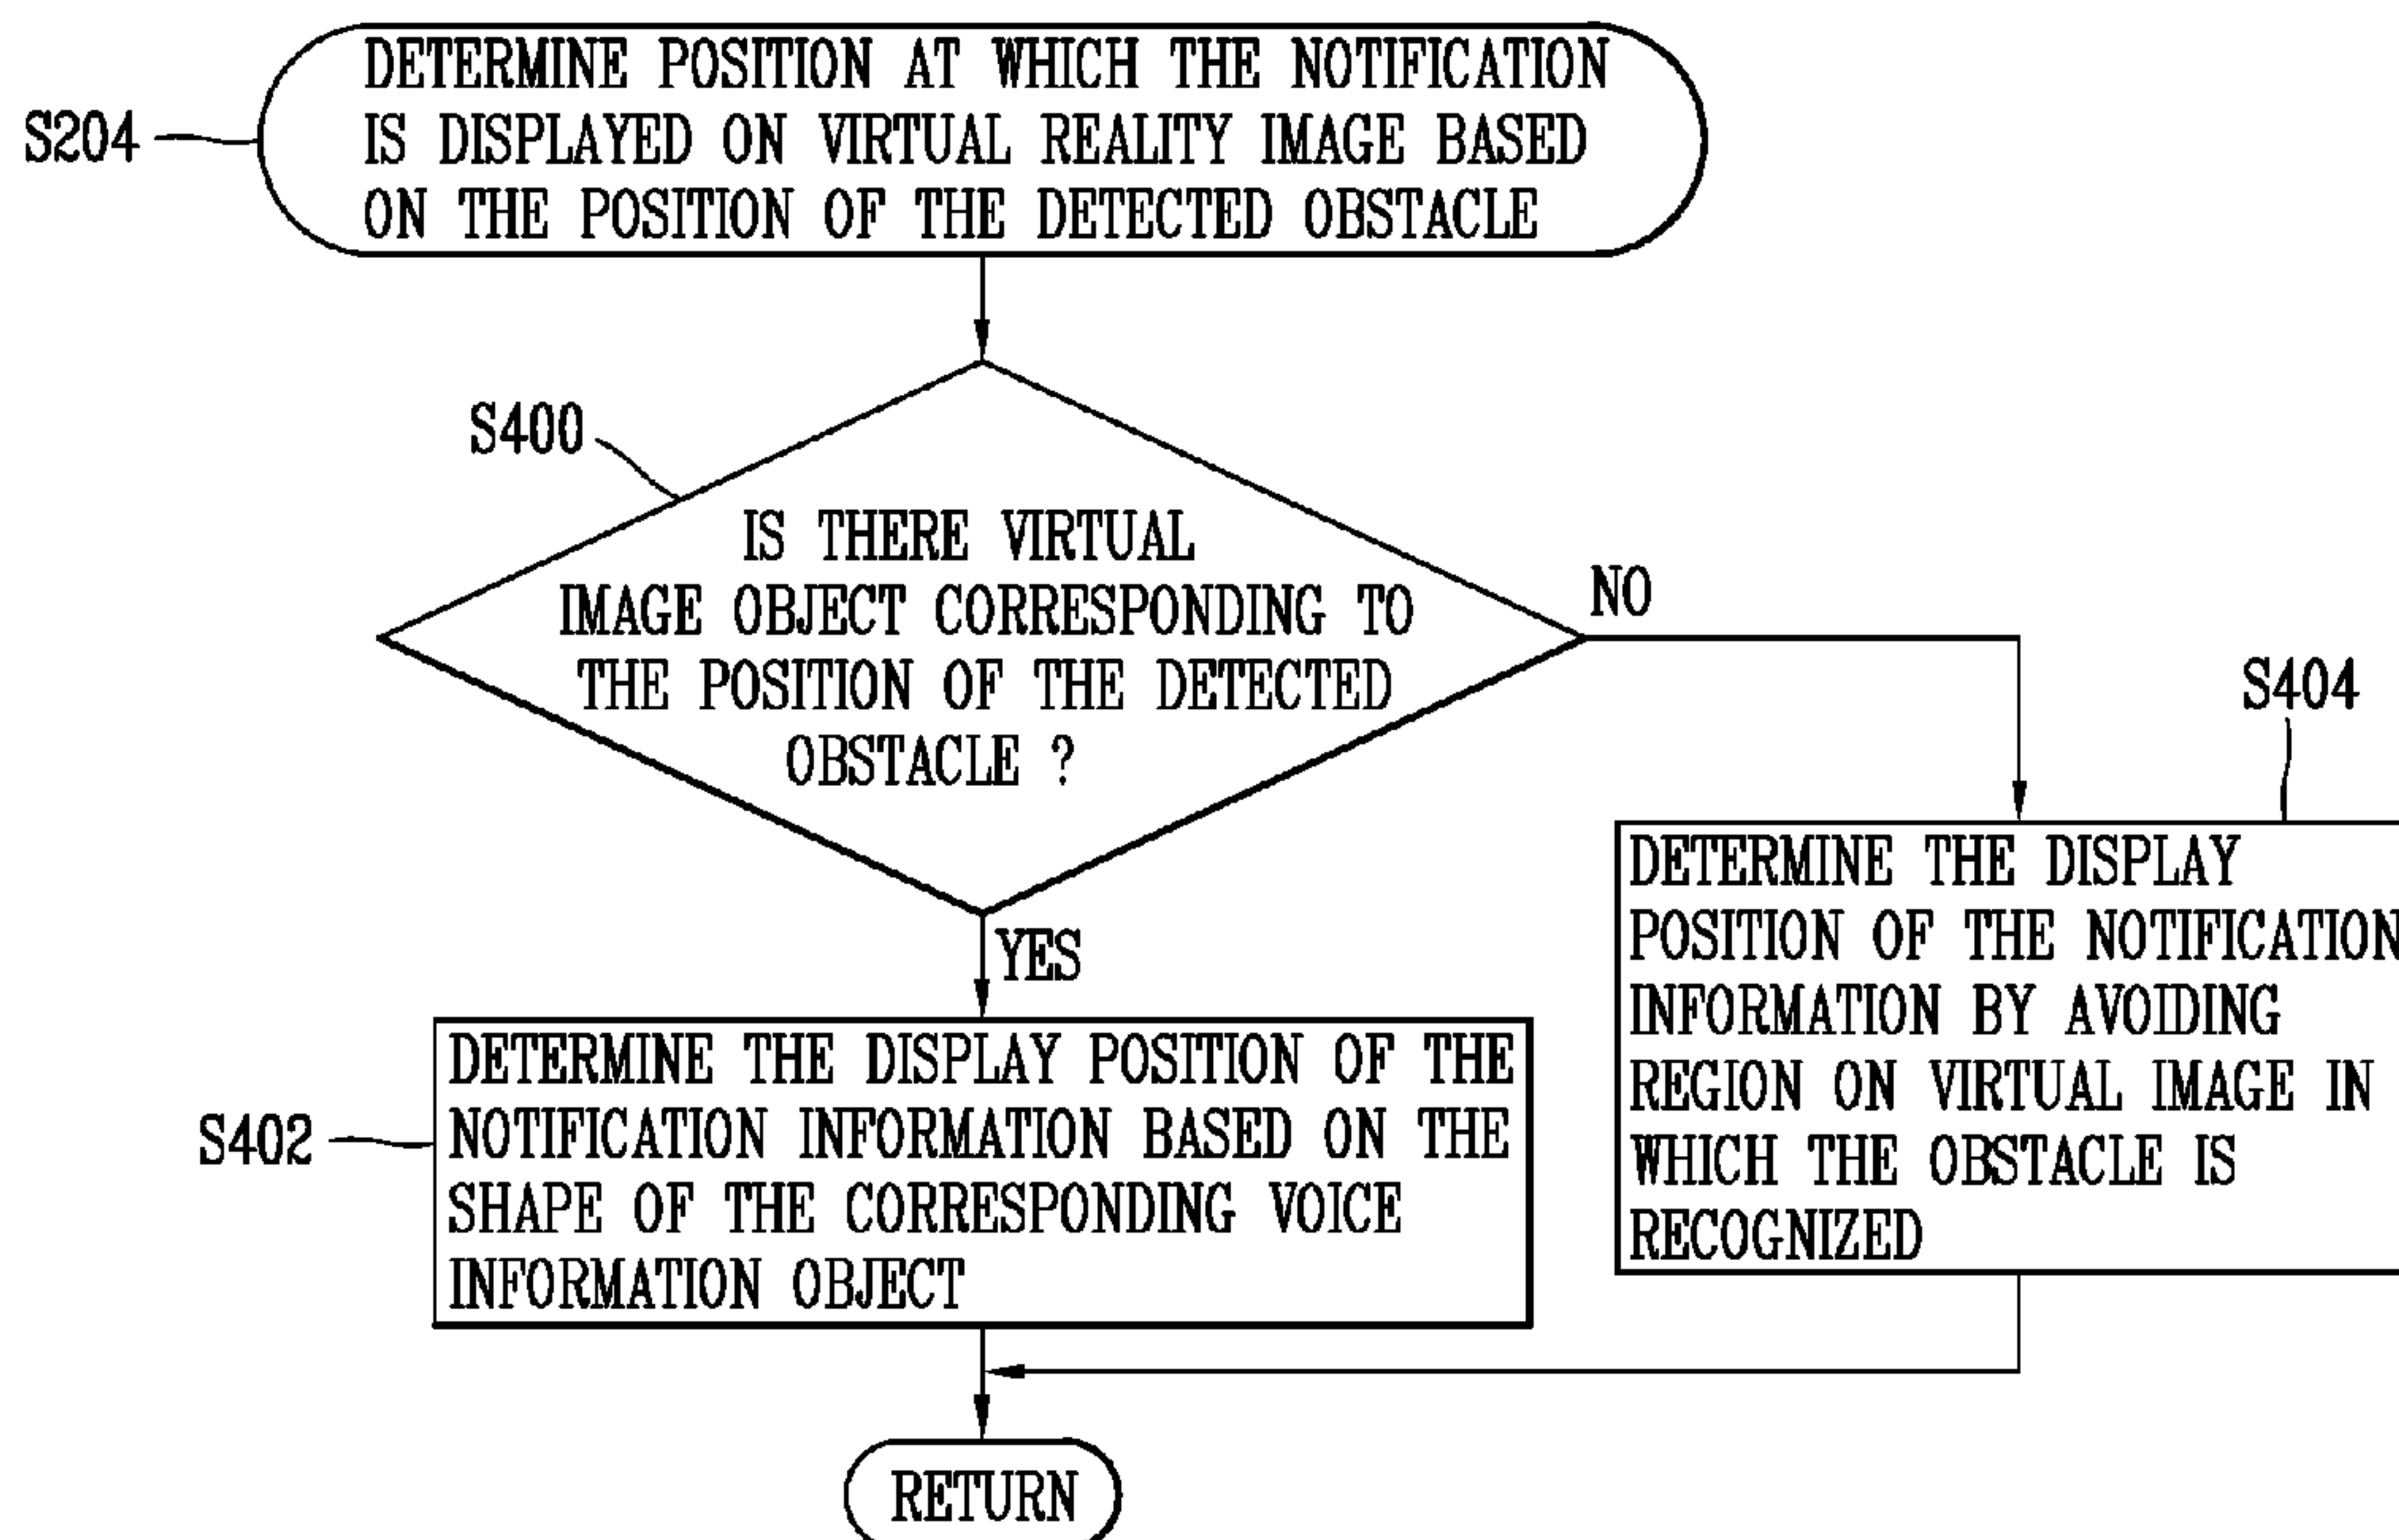 DETERMINE POSITION AT WHICH THE NOTIFICATION
IS DISPLAYED ON VIRTUAL REALITY IMAGE BASED
ON THE POSITION OF THE DETECTED OBSTACLE
S204
S400
IS THERE VIRTUAL
IMAGE OBJECT CORRESPONDING TO
THE POSITION OF THE DETECTED
OBSTACLE ?
NO
YES
S404
DETERMINE THE DISPLAY
POSITION OF THE NOTIFICATION
INFORMATION BY AVOIDING
REGION ON VIRTUAL IMAGE IN
WHICH THE OBSTACLE IS
RECOGNIZED
S402
DETERMINE THE DISPLAY POSITION OF THE
NOTIFICATION INFORMATION BASED ON THE
SHAPE OF THE CORRESPONDING VOICE
INFORMATION OBJECT
RETURN